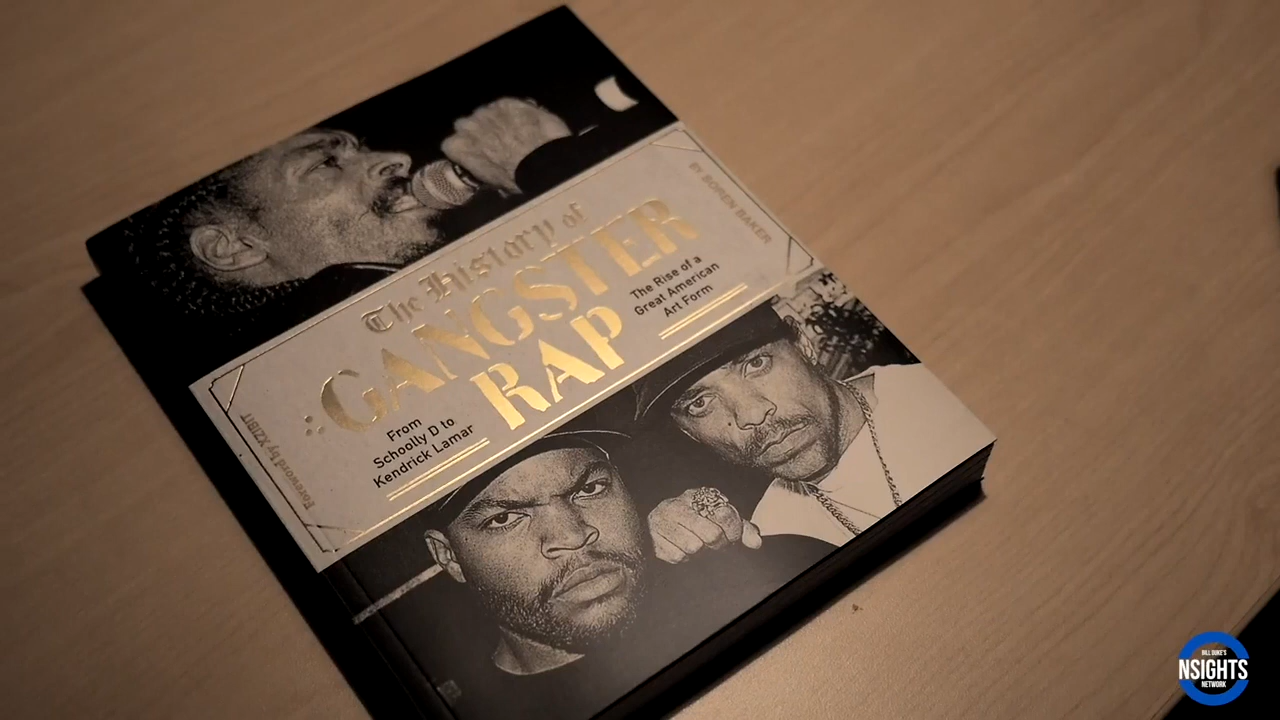 The History of
GANGSTER
RAP
BY SOREN BAKER
The Rise of a
Great American
Art Form
From
Schoolly D to
Kendrick Lamar
Foreword by XZIBIT
BILL DUKE'S
NSIGHTS
NETWORK